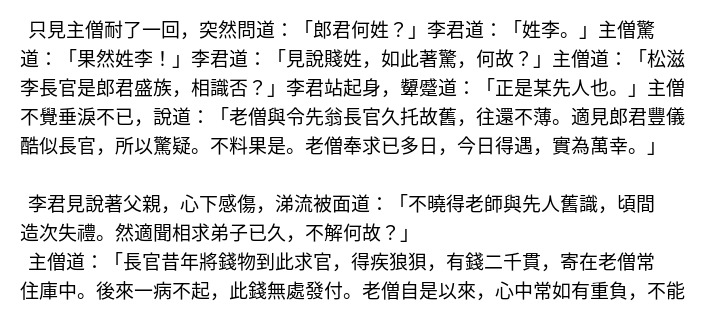 只見主僧耐了一回，突然問道：「郎君何姓？」李君道：「姓李。」主僧驚
道：「果然姓李！」李君道：「見說賤姓，如此著驚，何故？」主僧道：「松滋
李長官是郎君盛族，相識否？」李君站起身，顰蹙道：「正是某先人也。」主僧
不覺垂淚不已，說道：「老僧與令先翁長官久托故舊，往還不薄。適見郎君豐儀
酷似長官，所以驚疑。不料果是。老僧奉求已多日，今日得遇，實為萬幸。」
李君見說著父親，心下感傷，涕流被面道：「不曉得老師與先人舊識，頃間
造次失禮。然適聞相求弟子已久，不解何故？」
主僧道：「長官昔年將錢物到此求官，得疾狼狽，有錢二千貫，寄在老僧常
住庫中。後來一病不起，此錢無處發付。老僧自是以來，心中常如有重負，不能